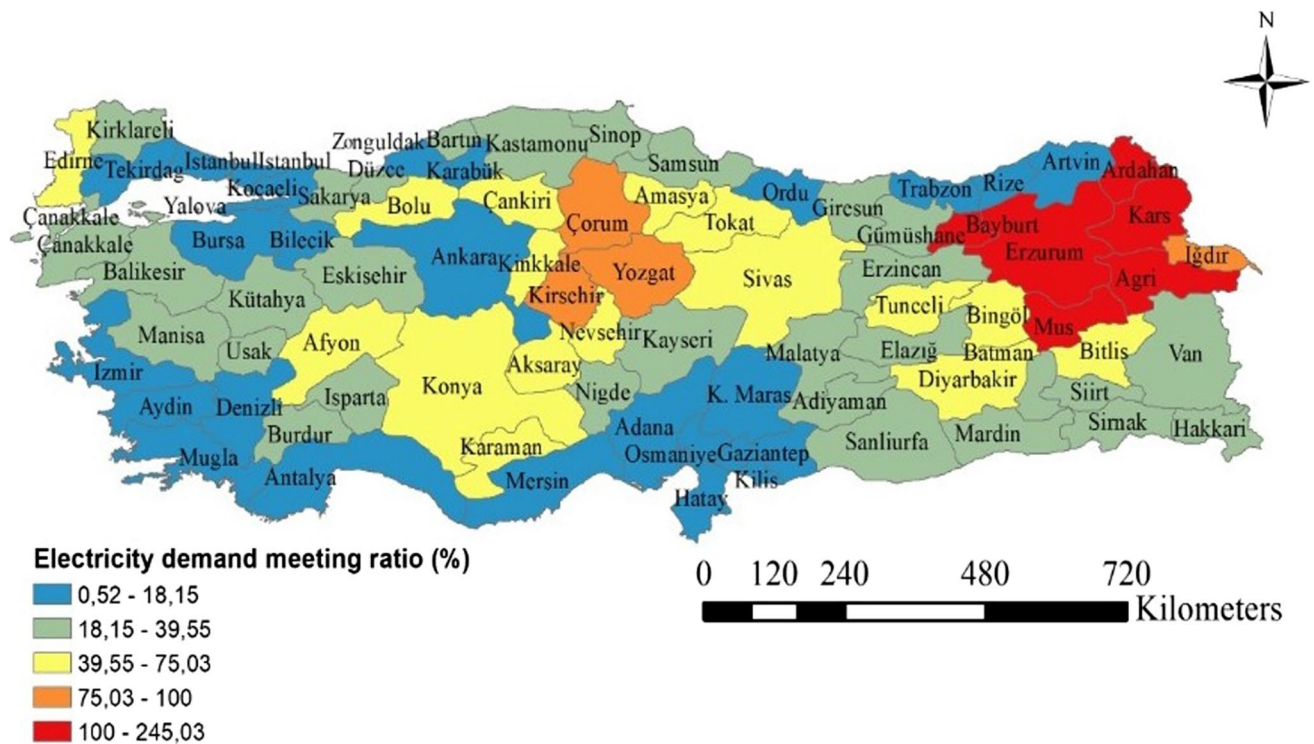 N
Kirklareli
Edirne
Tekirdag
Istanbul
Istanbul
Kocaeli
Yalova
Sakarya
Düzce
Zonguldak
Bartin
Karabük
Kastamonu
Sinop
Samsun
Çanakkale
Çanakkale
Bursa
Bilecik
Bolu
Çankiri
Çorum
Amasya
Tokat
Ordu
Giresun
Trabzon
Rize
Artvin
Ardahan
Kars
Gümüshane
Bayburt
Erzurum
Iğdır
Agri
Balikesir
Kütahya
Eskisehir
Ankara
Kinkkale
Kirsehir
Yozgat
Sivas
Erzincan
Tunceli
Bingöl
Mus
Manisa
Usak
Afyon
Konya
Aksaray
Nevsehir
Kayseri
Malatya
Elazığ
Batman
Bitlis
Van
Izmir
Aydin
Denizli
Isparta
Burdur
Nigde
K. Maras
Adiyaman
Diyarbakir
Siirt
Sirnak
Hakkari
Mugla
Antalya
Karaman
Mersin
Adana
Osmaniye
Gaziantep
Kilis
Hatay
Sanliurfa
Mardin
Electricity demand meeting ratio (%)
0,52 - 18,15
18,15 - 39,55
39,55 - 75,03
75,03 - 100
100 - 245,03
0 120 240 480 720
Kilometers